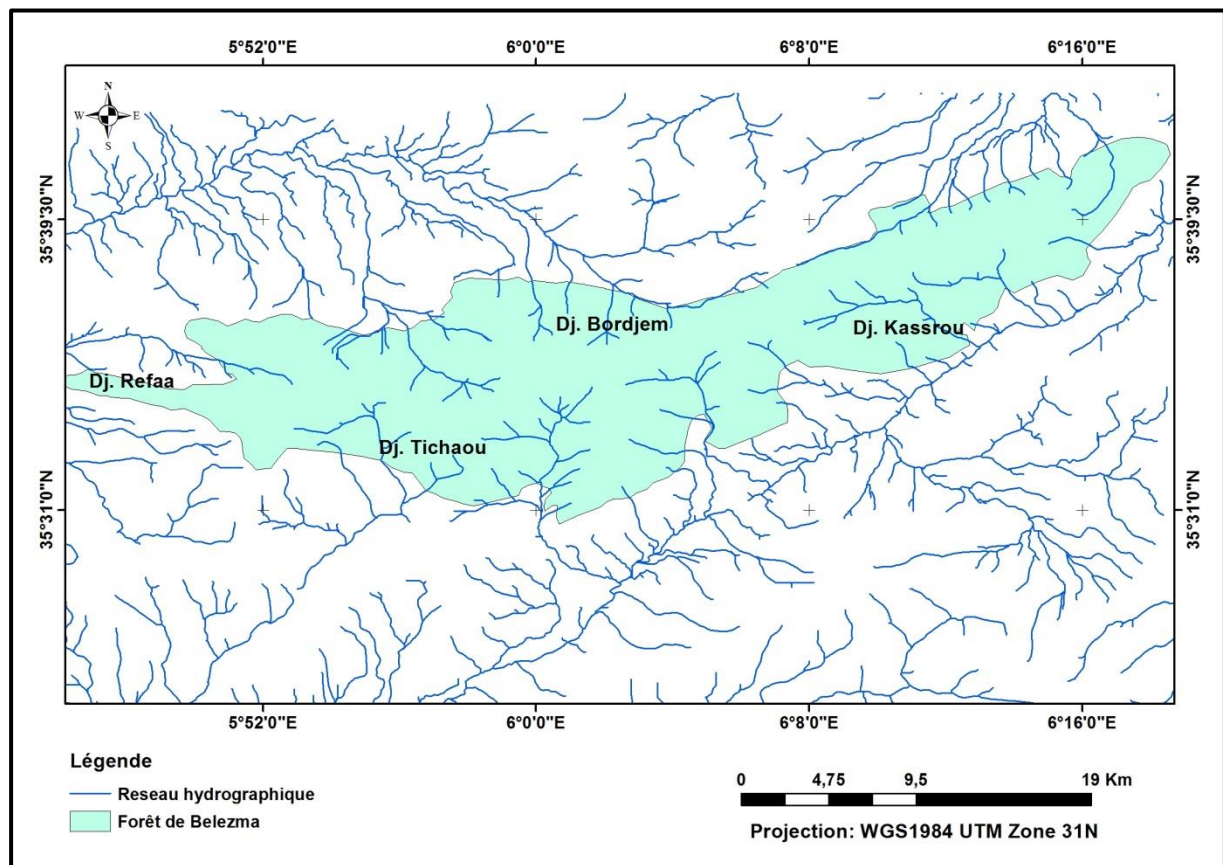 5°52'0"E 6°0'0"E 6°8'0"E 6°16'0"E
N
W E
S
35°39'30"N 35°39'30"N
Dj. Bordjem
Dj. Kassrou
Dj. Refaa
Dj. Tichaou
35°31'0"N 35°31'0"N
5°52'0"E 6°0'0"E 6°8'0"E 6°16'0"E
Légende
Reseau hydrographique
Forêt de Belezma
0 4,75 9,5 19 Km
Projection: WGS1984 UTM Zone 31N